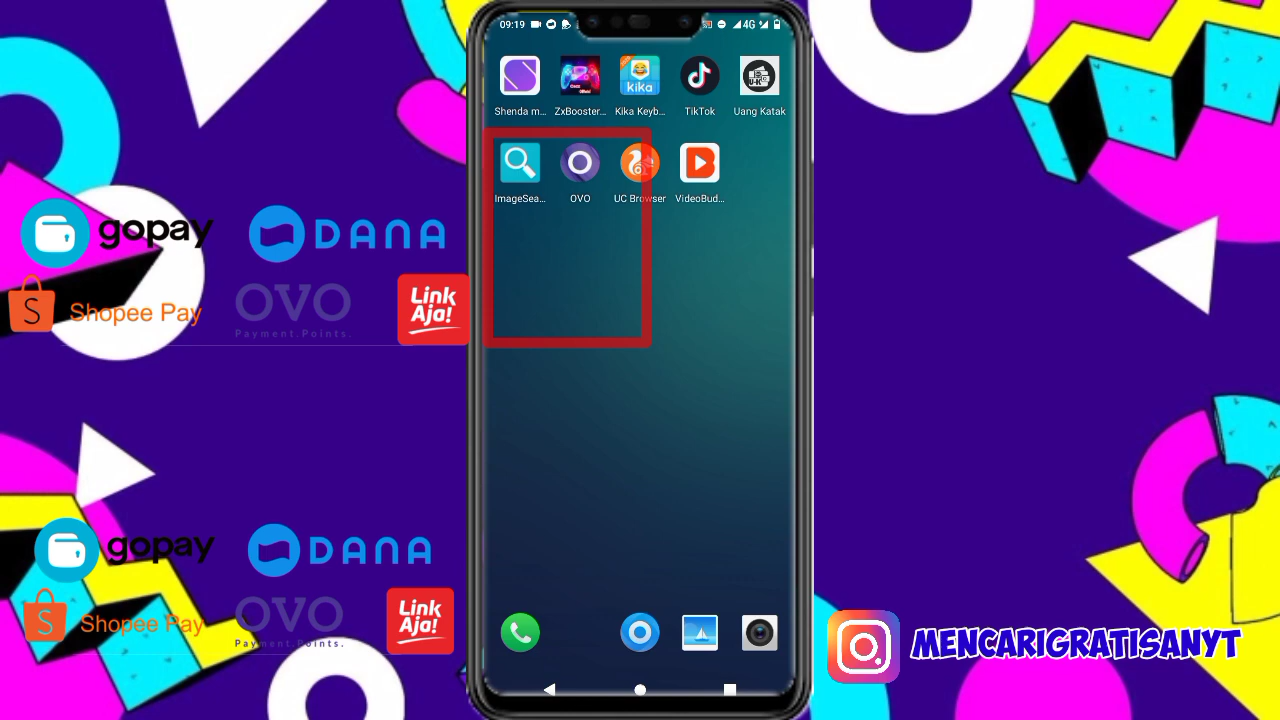 09:19
4G
Shenda m... ZxBooster... Kika Keyb... TikTok Uang Katak
kika
ImageSea... OVO UC Browser VideoBud...
gopay DANA
Shopee Pay OVO Link Aja!
Payment.Points.
gopay DANA
Shopee Pay OVO Link Aja!
Payment.Points.
MENCARIGRATISANYT